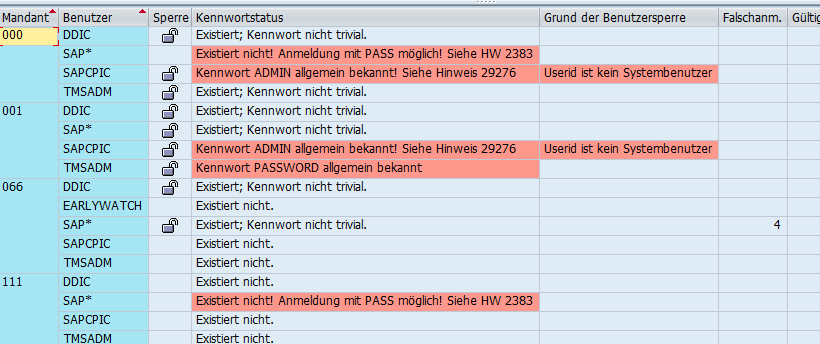 Mandant Benutzer Sperre Kennwortstatus Grund der Benutzersperre Falschanm. Gültig
000 DDIC Existiert; Kennwort nicht trivial.
SAP* Existiert nicht! Anmeldung mit PASS möglich! Siehe HW 2383
SAPCPIC Kennwort ADMIN allgemein bekannt! Siehe Hinweis 29276 Userid ist kein Systembenutzer
TMSADM Existiert; Kennwort nicht trivial.
001 DDIC Existiert; Kennwort nicht trivial.
SAP* Existiert; Kennwort nicht trivial.
SAPCPIC Kennwort ADMIN allgemein bekannt! Siehe Hinweis 29276 Userid ist kein Systembenutzer
TMSADM Kennwort PASSWORD allgemein bekannt
066 DDIC Existiert; Kennwort nicht trivial.
EARLYWATCH Existiert nicht.
SAP* Existiert; Kennwort nicht trivial. 4
SAPCPIC Existiert nicht.
TMSADM Existiert nicht.
111 DDIC Existiert nicht.
SAP* Existiert nicht! Anmeldung mit PASS möglich! Siehe HW 2383
SAPCPIC Existiert nicht.
TMSADM Existiert nicht.